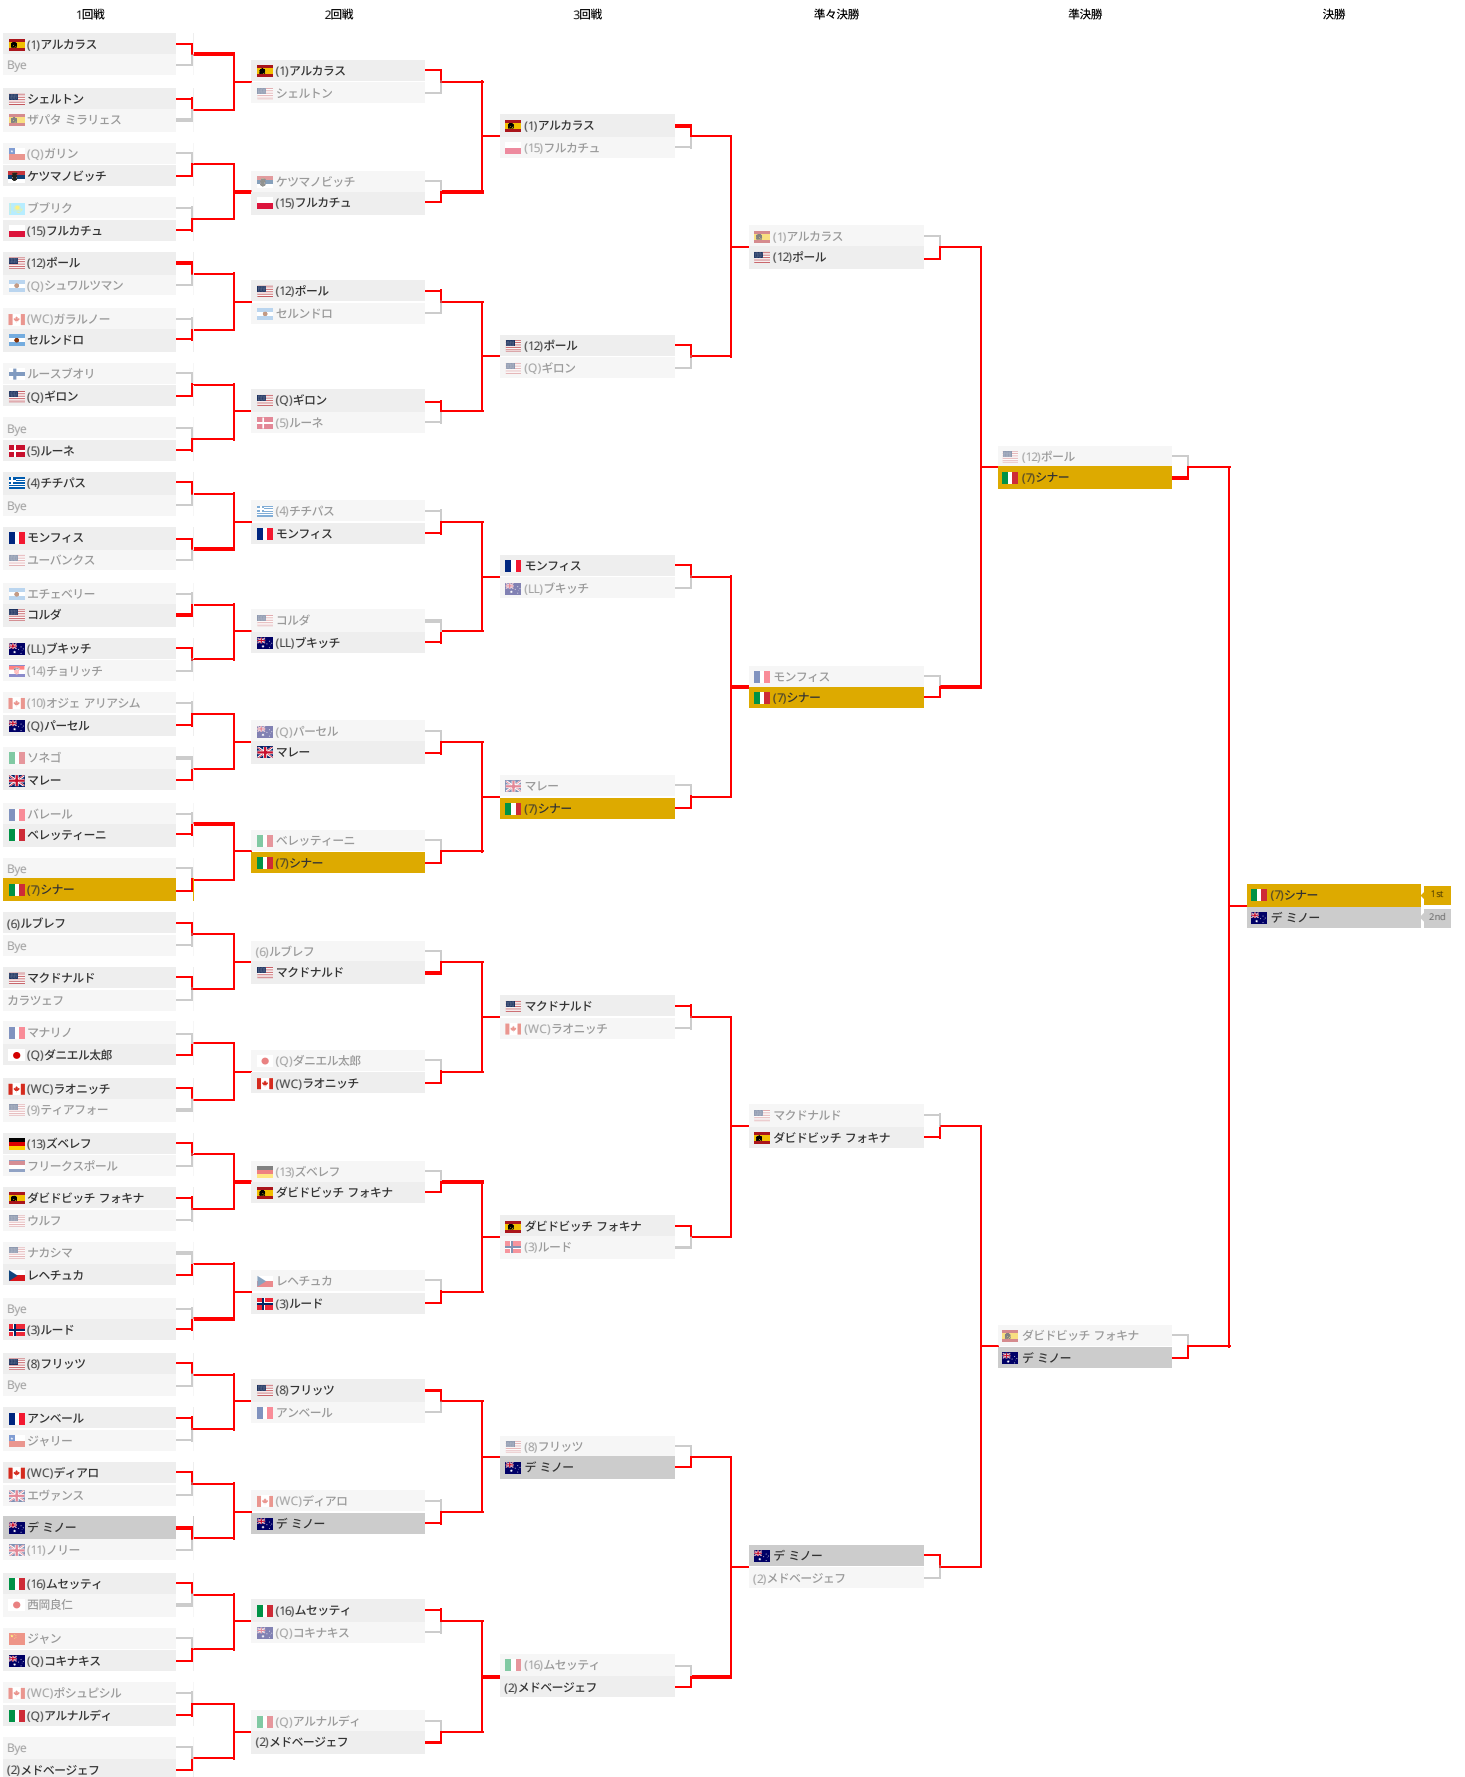 1回戦
2回戦
3回戦
準々決勝
準決勝
決勝
(1)アルカラス
Bye
シェルトン
ザパタ ミラリェス
(Q)ガリン
ケツマノビッチ
ブブリク
(15)フルカチュ
(12)ポール
(Q)シュワルツマン
(WC)ガラルノー
セルンドロ
ルースブオリ
(Q)ギロン
Bye
(5)ルーネ
(4)チチパス
Bye
モンフィス
ユーバンクス
エチェベリー
コルダ
(LL)ブキッチ
(14)チョリッチ
(10)オジェ アリアシム
(Q)パーセル
ソネゴ
マレー
バレール
ベレッティーニ
Bye
(7)シナー
(6)ルブレフ
Bye
マクドナルド
カラツェフ
マナリノ
(Q)ダニエル太郎
(WC)ラオニッチ
(9)ティアフォー
(13)ズベレフ
フリークスポール
ダビドビッチ フォキナ
ウルフ
ナカシマ
レヘチュカ
Bye
(3)ルード
(8)フリッツ
Bye
アンベール
ジャリー
(WC)ディアロ
エヴァンス
デ ミノー
(11)ノリー
(16)ムセッティ
西岡良仁
ジャン
(Q)コキナキス
(WC)ポシュピシル
(Q)アルナルディ
Bye
(2)メドベージェフ
(1)アルカラス
シェルトン
ケツマノビッチ
(15)フルカチュ
(12)ポール
セルンドロ
(Q)ギロン
(5)ルーネ
(4)チチパス
モンフィス
コルダ
(LL)ブキッチ
(Q)パーセル
マレー
ベレッティーニ
(7)シナー
(6)ルブレフ
マクドナルド
(Q)ダニエル太郎
(WC)ラオニッチ
(13)ズベレフ
ダビドビッチ フォキナ
レヘチュカ
(3)ルード
(8)フリッツ
アンベール
(WC)ディアロ
デ ミノー
(16)ムセッティ
(Q)コキナキス
(Q)アルナルディ
(2)メドベージェフ
(1)アルカラス
(15)フルカチュ
(12)ポール
(Q)ギロン
モンフィス
(LL)ブキッチ
マレー
(7)シナー
マクドナルド
(WC)ラオニッチ
ダビドビッチ フォキナ
(3)ルード
(8)フリッツ
デ ミノー
(16)ムセッティ
(2)メドベージェフ
(1)アルカラス
(12)ポール
モンフィス
(7)シナー
マクドナルド
ダビドビッチ フォキナ
デ ミノー
(2)メドベージェフ
(12)ポール
(7)シナー
ダビドビッチ フォキナ
デ ミノー
(7)シナー 1st
デ ミノー 2nd